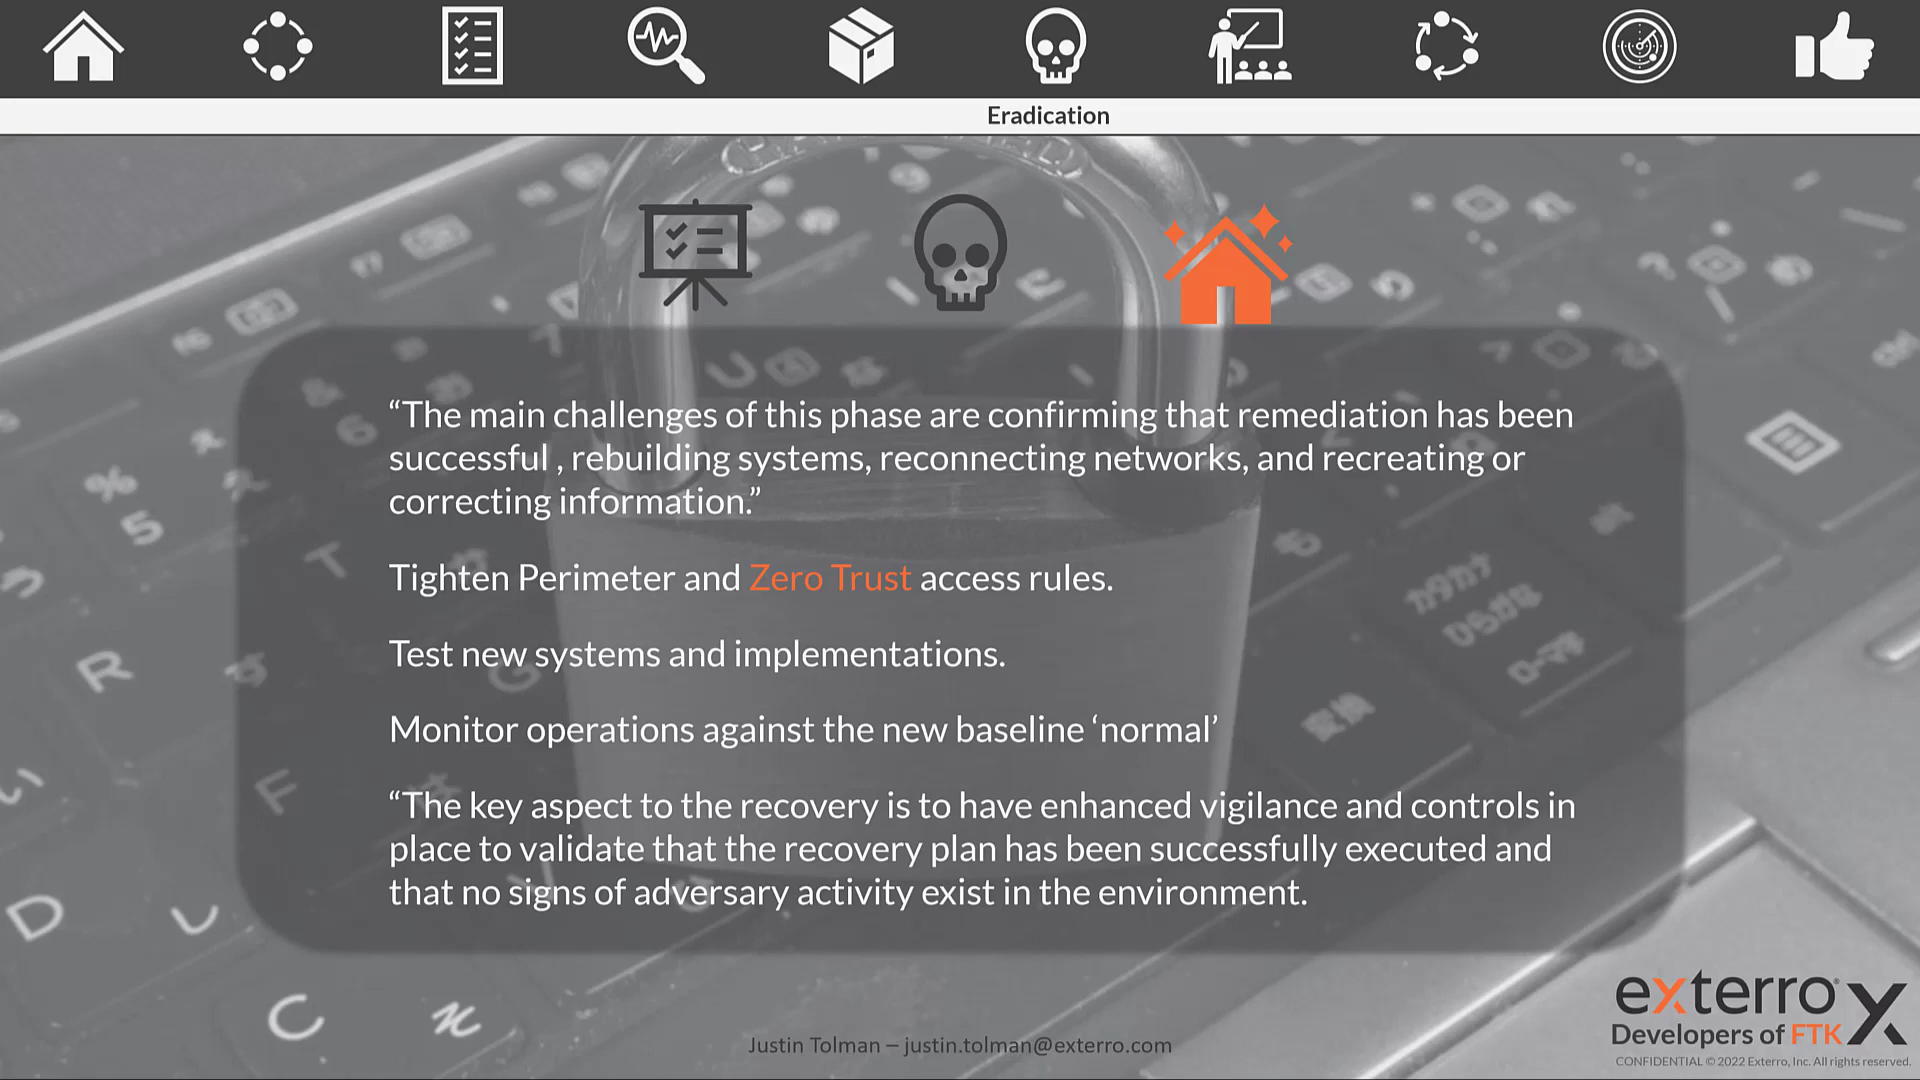 Eradication
“The main challenges of this phase are confirming that remediation has been
successful , rebuilding systems, reconnecting networks, and recreating or
correcting information.”
Tighten Perimeter and Zero Trust access rules.
Test new systems and implementations.
Monitor operations against the new baseline ‘normal’
“The key aspect to the recovery is to have enhanced vigilance and controls in
place to validate that the recovery plan has been successfully executed and
that no signs of adversary activity exist in the environment.
Justin Tolman – justin.tolman@exterro.com
exterro® X
Developers of FTK
CONFIDENTIAL © 2022 Exterro, Inc. All rights reserved.